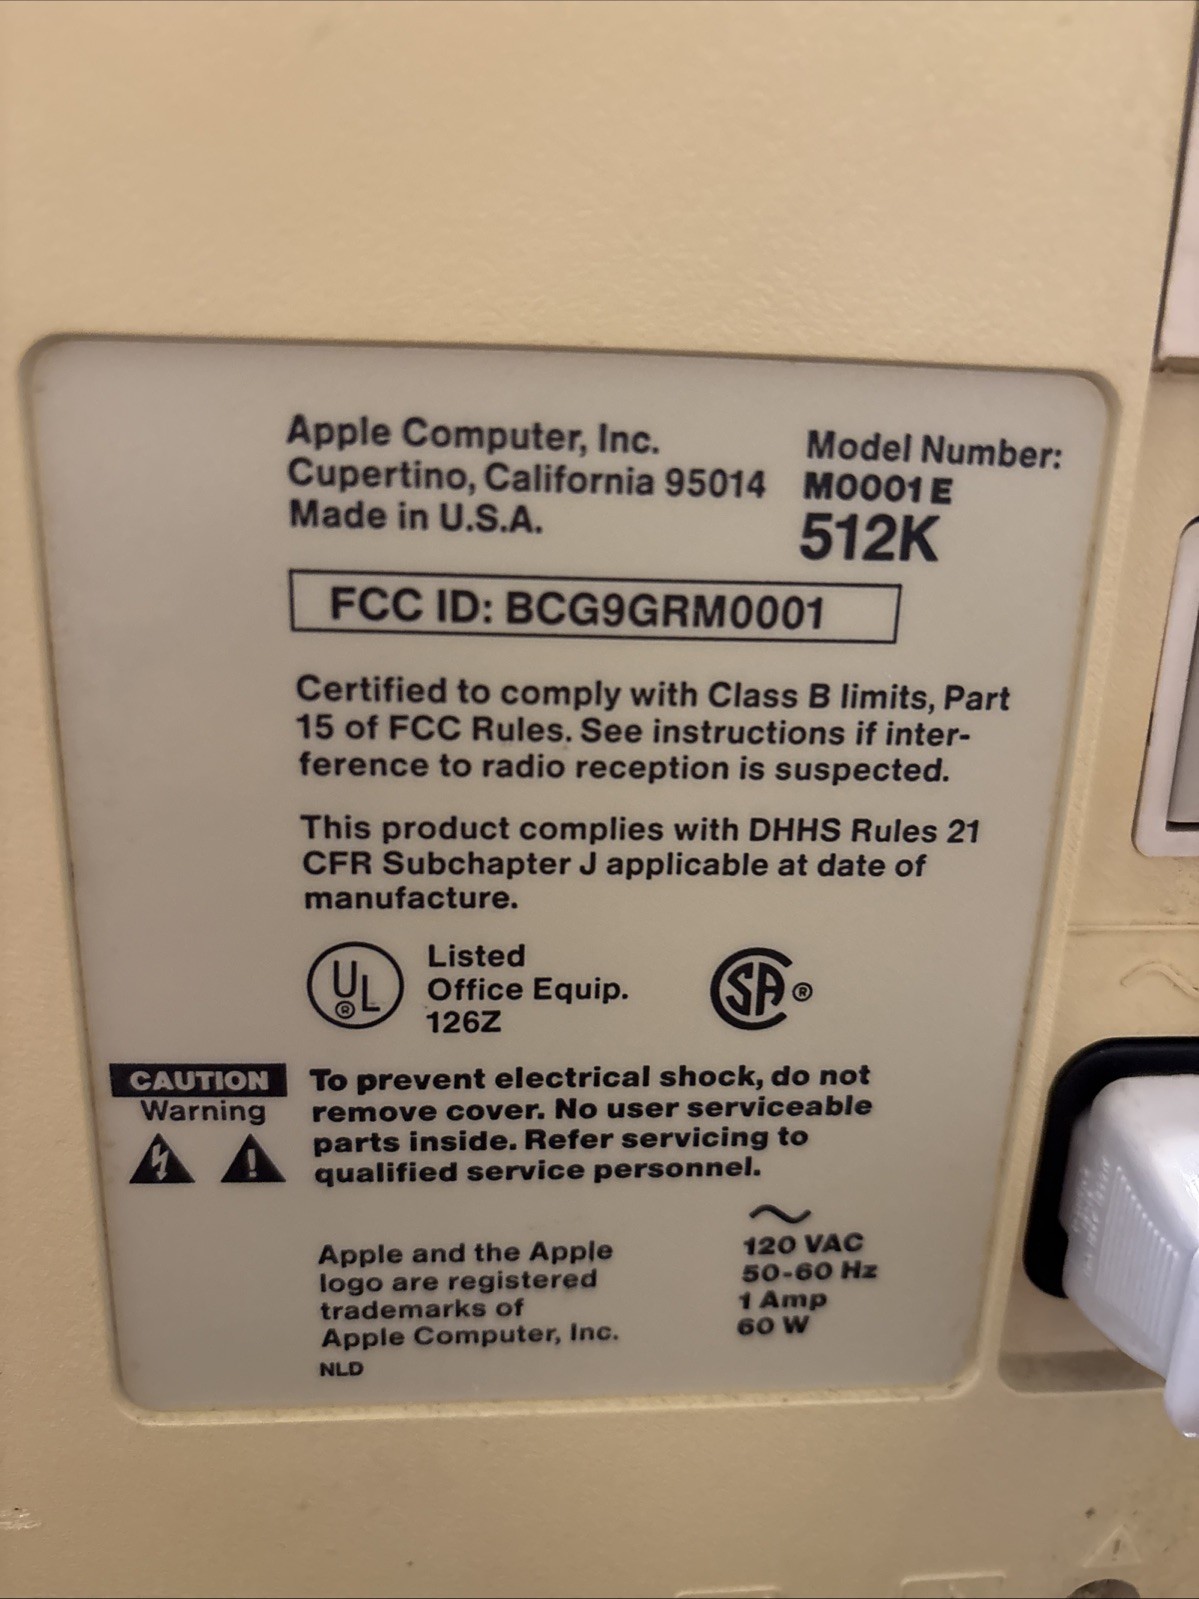 Apple Computer, Inc.
Cupertino, California 95014
Made in U.S.A.
Model Number:
M0001 E
512K
FCC ID: BCG9GRM0001
Certified to comply with Class B limits, Part
15 of FCC Rules. See instructions if inter-
ference to radio reception is suspected.
This product complies with DHHS Rules 21
CFR Subchapter J applicable at date of
manufacture.
UL ®
Listed
Office Equip.
126Z
SA ®
CAUTION
Warning
To prevent electrical shock, do not
remove cover. No user serviceable
parts inside. Refer servicing to
qualified service personnel.
Apple and the Apple
logo are registered
trademarks of
Apple Computer, Inc.
NLD
120 VAC
50-60 Hz
1 Amp
60 W